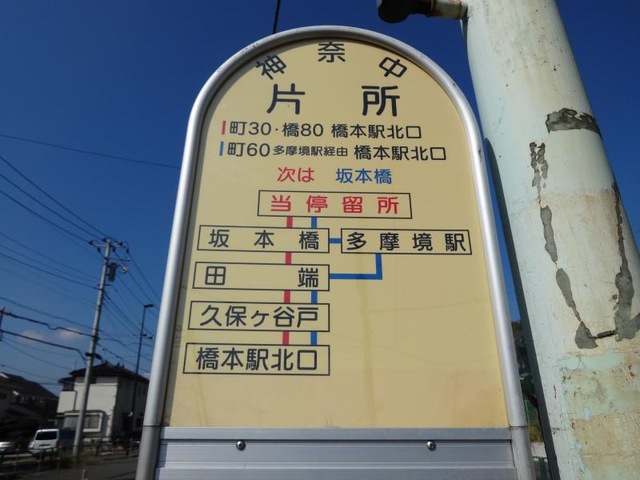 神奈中
片所
町30・橋80 橋本駅北口
町60多摩境駅経由 橋本駅北口
次は 坂本橋
当停留所
坂本橋 多摩境駅
田端
久保ヶ谷戸
橋本駅北口